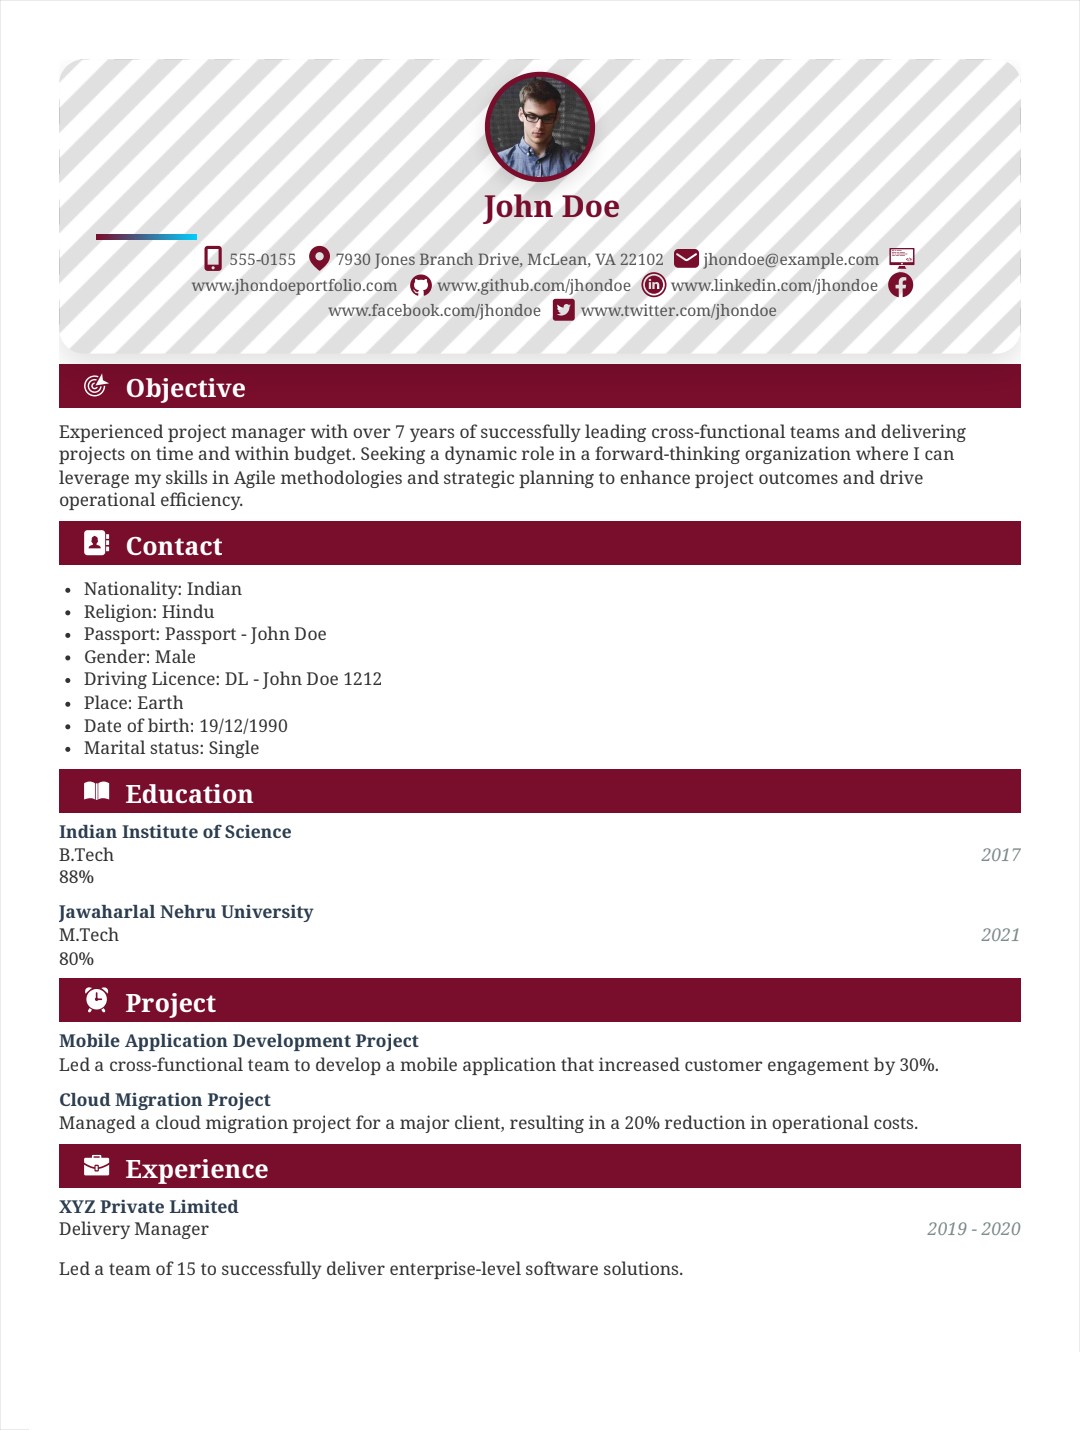 John Doe
555-0155 7930 Jones Branch Drive, McLean, VA 22102 jhondoe@example.com
www.jhondoeportfolio.com www.github.com/jhondoe www.linkedin.com/jhondoe
www.facebook.com/jhondoe www.twitter.com/jhondoe
Objective
Experienced project manager with over 7 years of successfully leading cross-functional teams and delivering
projects on time and within budget. Seeking a dynamic role in a forward-thinking organization where I can
leverage my skills in Agile methodologies and strategic planning to enhance project outcomes and drive
operational efficiency.
Contact
• Nationality: Indian
• Religion: Hindu
• Passport: Passport - John Doe
• Gender: Male
• Driving Licence: DL - John Doe 1212
• Place: Earth
• Date of birth: 19/12/1990
• Marital status: Single
Education
Indian Institute of Science
B.Tech 2017
88%
Jawaharlal Nehru University
M.Tech 2021
80%
Project
Mobile Application Development Project
Led a cross-functional team to develop a mobile application that increased customer engagement by 30%.
Cloud Migration Project
Managed a cloud migration project for a major client, resulting in a 20% reduction in operational costs.
Experience
XYZ Private Limited
Delivery Manager 2019 - 2020
Led a team of 15 to successfully deliver enterprise-level software solutions.